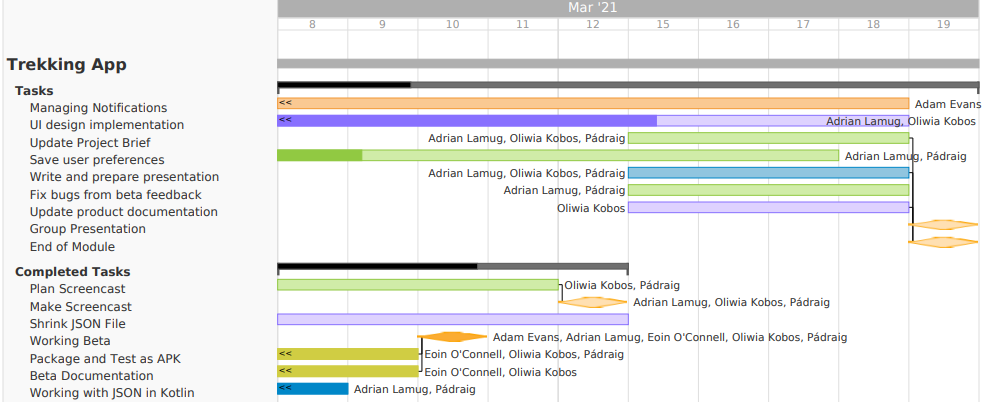 Mar '21
8 9 10 11 12 15 18 19
Trekking App
Tasks
Managing Notifications << Adam Evans
UI design implementation << Adrian Lamug, Oliwia Kobos
Update Project Brief Adrian Lamug, Oliwia Kobos, Pádraig
Save user preferences Adrian Lamug, Pádraig
Write and prepare presentation Adrian Lamug, Oliwia Kobos, Pádraig
Fix bugs from beta feedback Adrian Lamug, Pádraig
Update product documentation Oliwia Kobos
Group Presentation
End of Module
Completed Tasks
Plan Screencast Oliwia Kobos, Pádraig
Make Screencast Adrian Lamug, Oliwia Kobos, Pádraig
Shrink JSON File
Working Beta Adam Evans, Adrian Lamug, Eoin O'Connell, Oliwia Kobos, Pádraig
Package and Test as APK << Eoin O'Connell, Oliwia Kobos, Pádraig
Beta Documentation << Eoin O'Connell, Oliwia Kobos
Working with JSON in Kotlin << Adrian Lamug, Pádraig